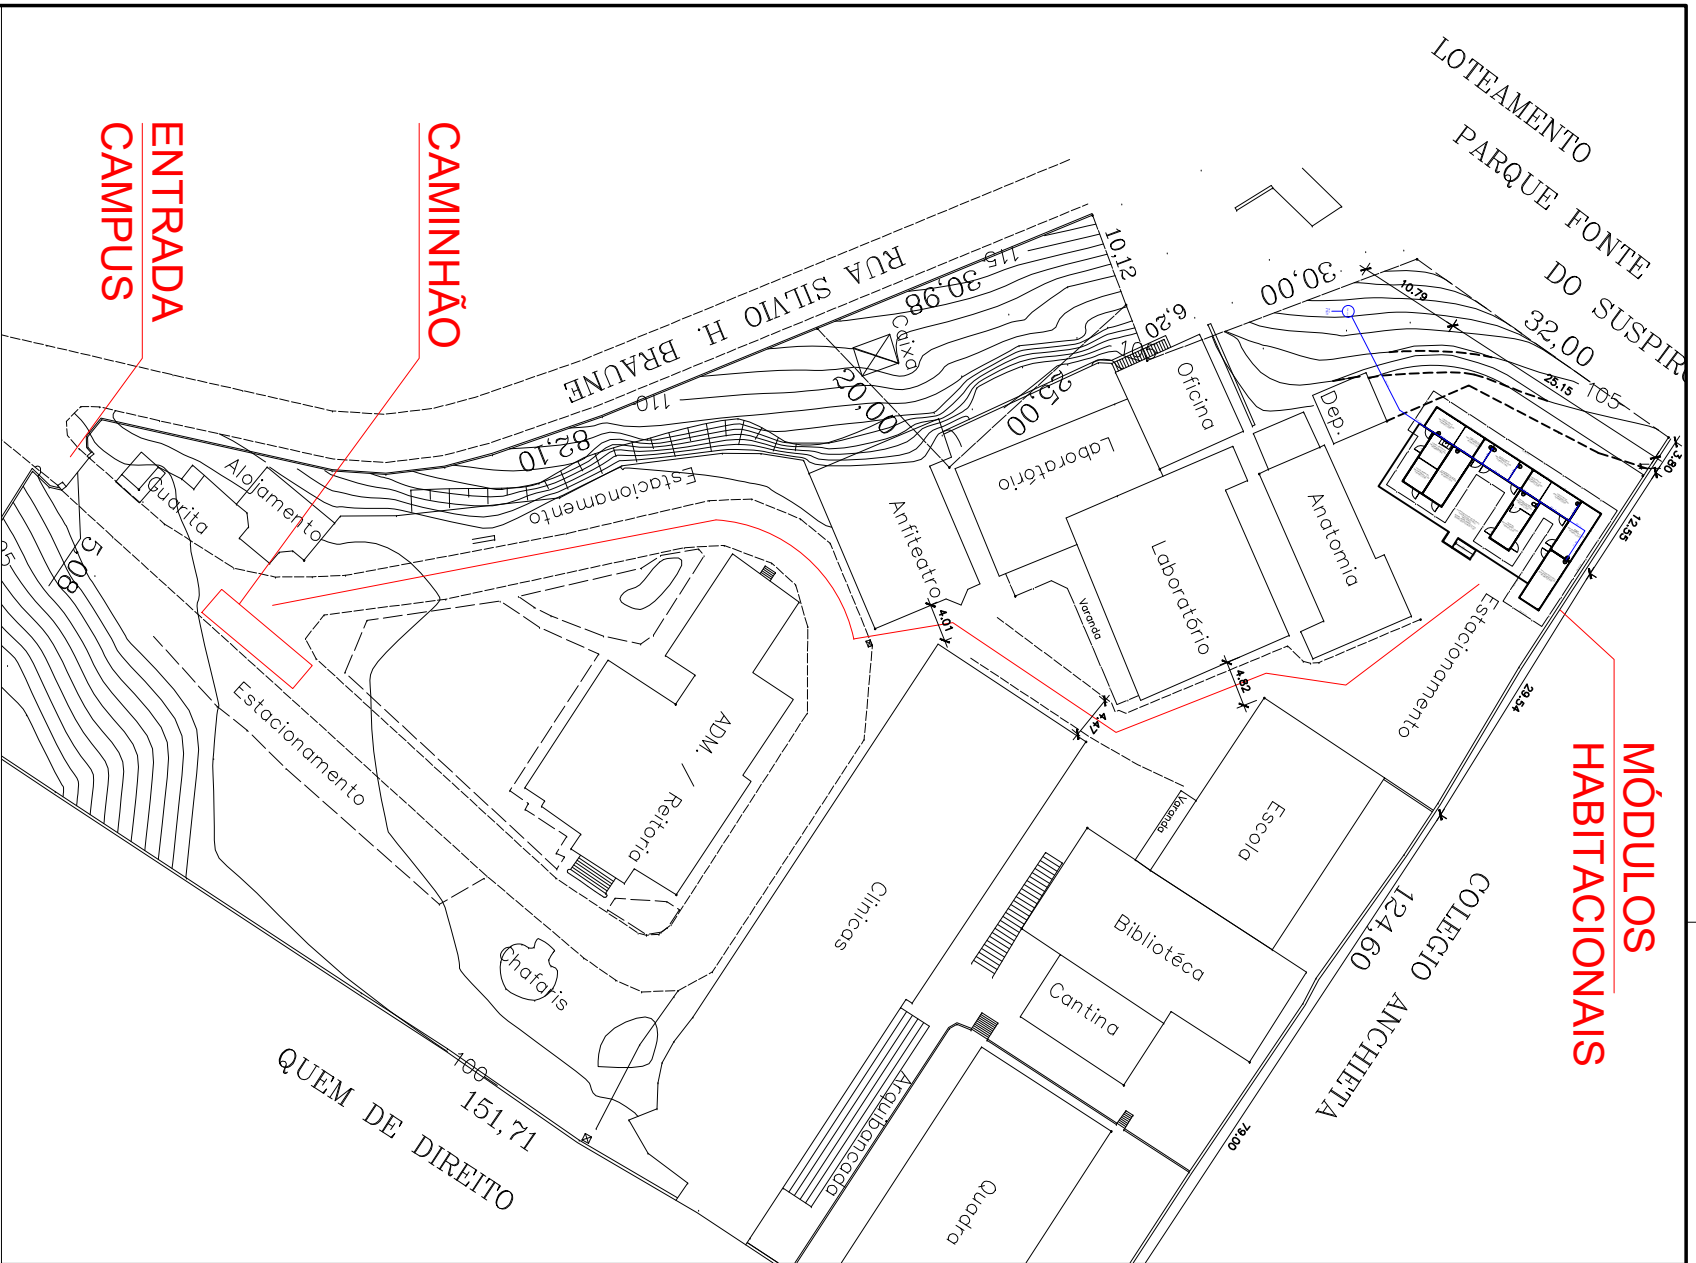 LOTEAMENTO
PARQUE FONTE
DO SUSPIRO
ENTRADA
CAMPUS
CAMINHÃO
MÓDULOS
HABITACIONAIS
RUA SILVIO H. BRAUNE
COLEGIO ANCHIETA
QUEM DE DIREITO
30,98
115
10,12
6,20
30,00
10.79
32,00
25.15
105
3.80
12.55
29.54
124,60
79.00
Caixa
20,00
25,00
110
82,10
Oficina
Dep.
Laboratório
Anatomia
Laboratório
Anfiteatro
4.01
Varanda
4.82
4.47
Estacionamento
Estacionamento
Alojamento
Guarita
5,08
Estacionamento
ADM. / Reitoria
Escola
Varanda
Bibliotéca
Cantina
Clinicas
Chafaris
Arquibancada
Quadra
100
151,71